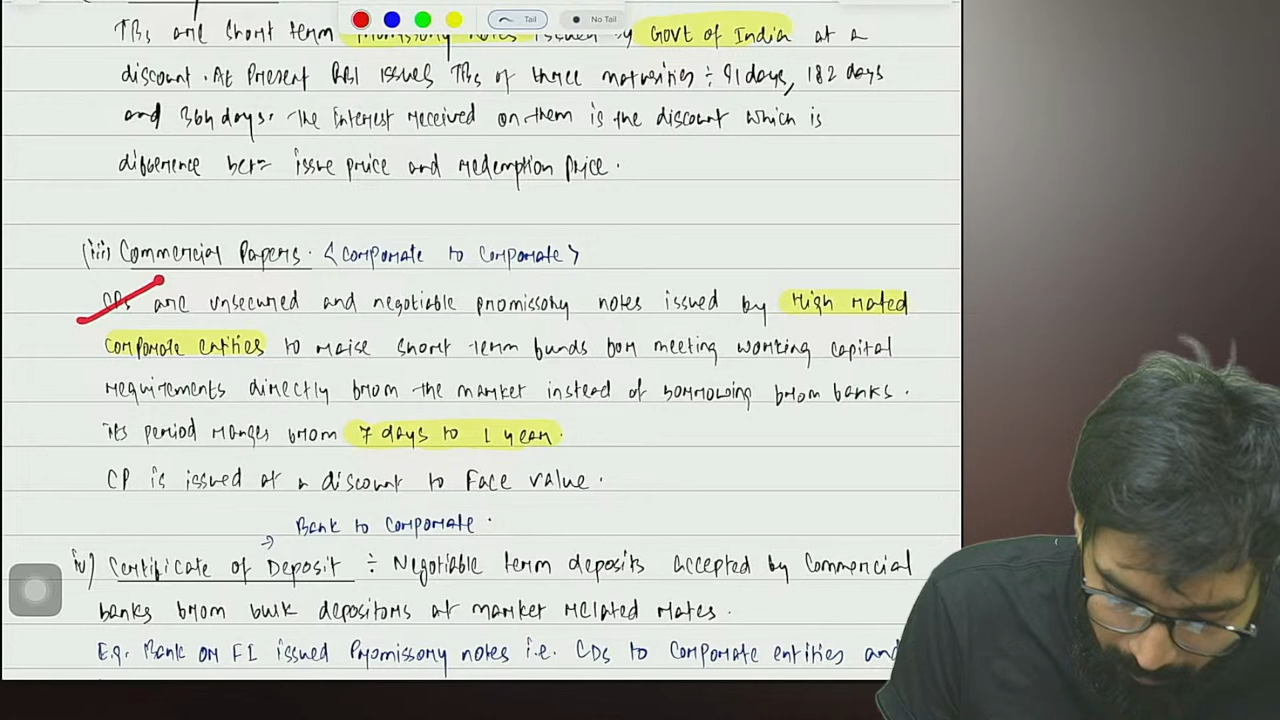 Tail
No Tail
TBs are short term promissory notes issued by Govt of India at a
discount. At Present RBI issues TBs of three maturities ÷ 91 days, 182 days
and 364 days. The Interest received on them is the discount which is
difference betn issue price and redemption price.
(iii) Commercial Papers. <Corporate to Corporate>
CPs are unsecured and negotiable promissory notes issued by High rated
corporate entities to raise short term funds for meeting working capital
requirements directly from the market instead of borrowing from banks.
its period ranges from 7 days to 1 year.
CP is issued at a discount to Face value.
→ Bank to Corporate.
iv) Certificate of Deposit ÷ Negotiable term deposits accepted by Commercial
banks from bulk depositors at market related rates.
E.g. Bank or FI issued Promissory notes i.e. CDs to Corporate entities and